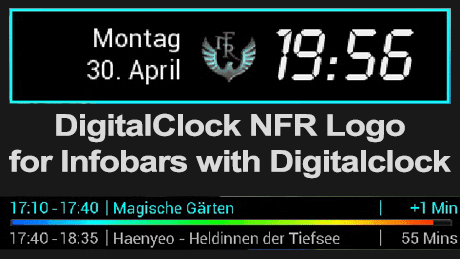 Montag
30. April
NFR
19:56
DigitalClock NFR Logo
for Infobars with Digitalclock
17:10 - 17:40 | Magische Gärten | +1 Min
17:40 - 18:35 | Haenyeo - Heldinnen der Tiefsee 55 Mins